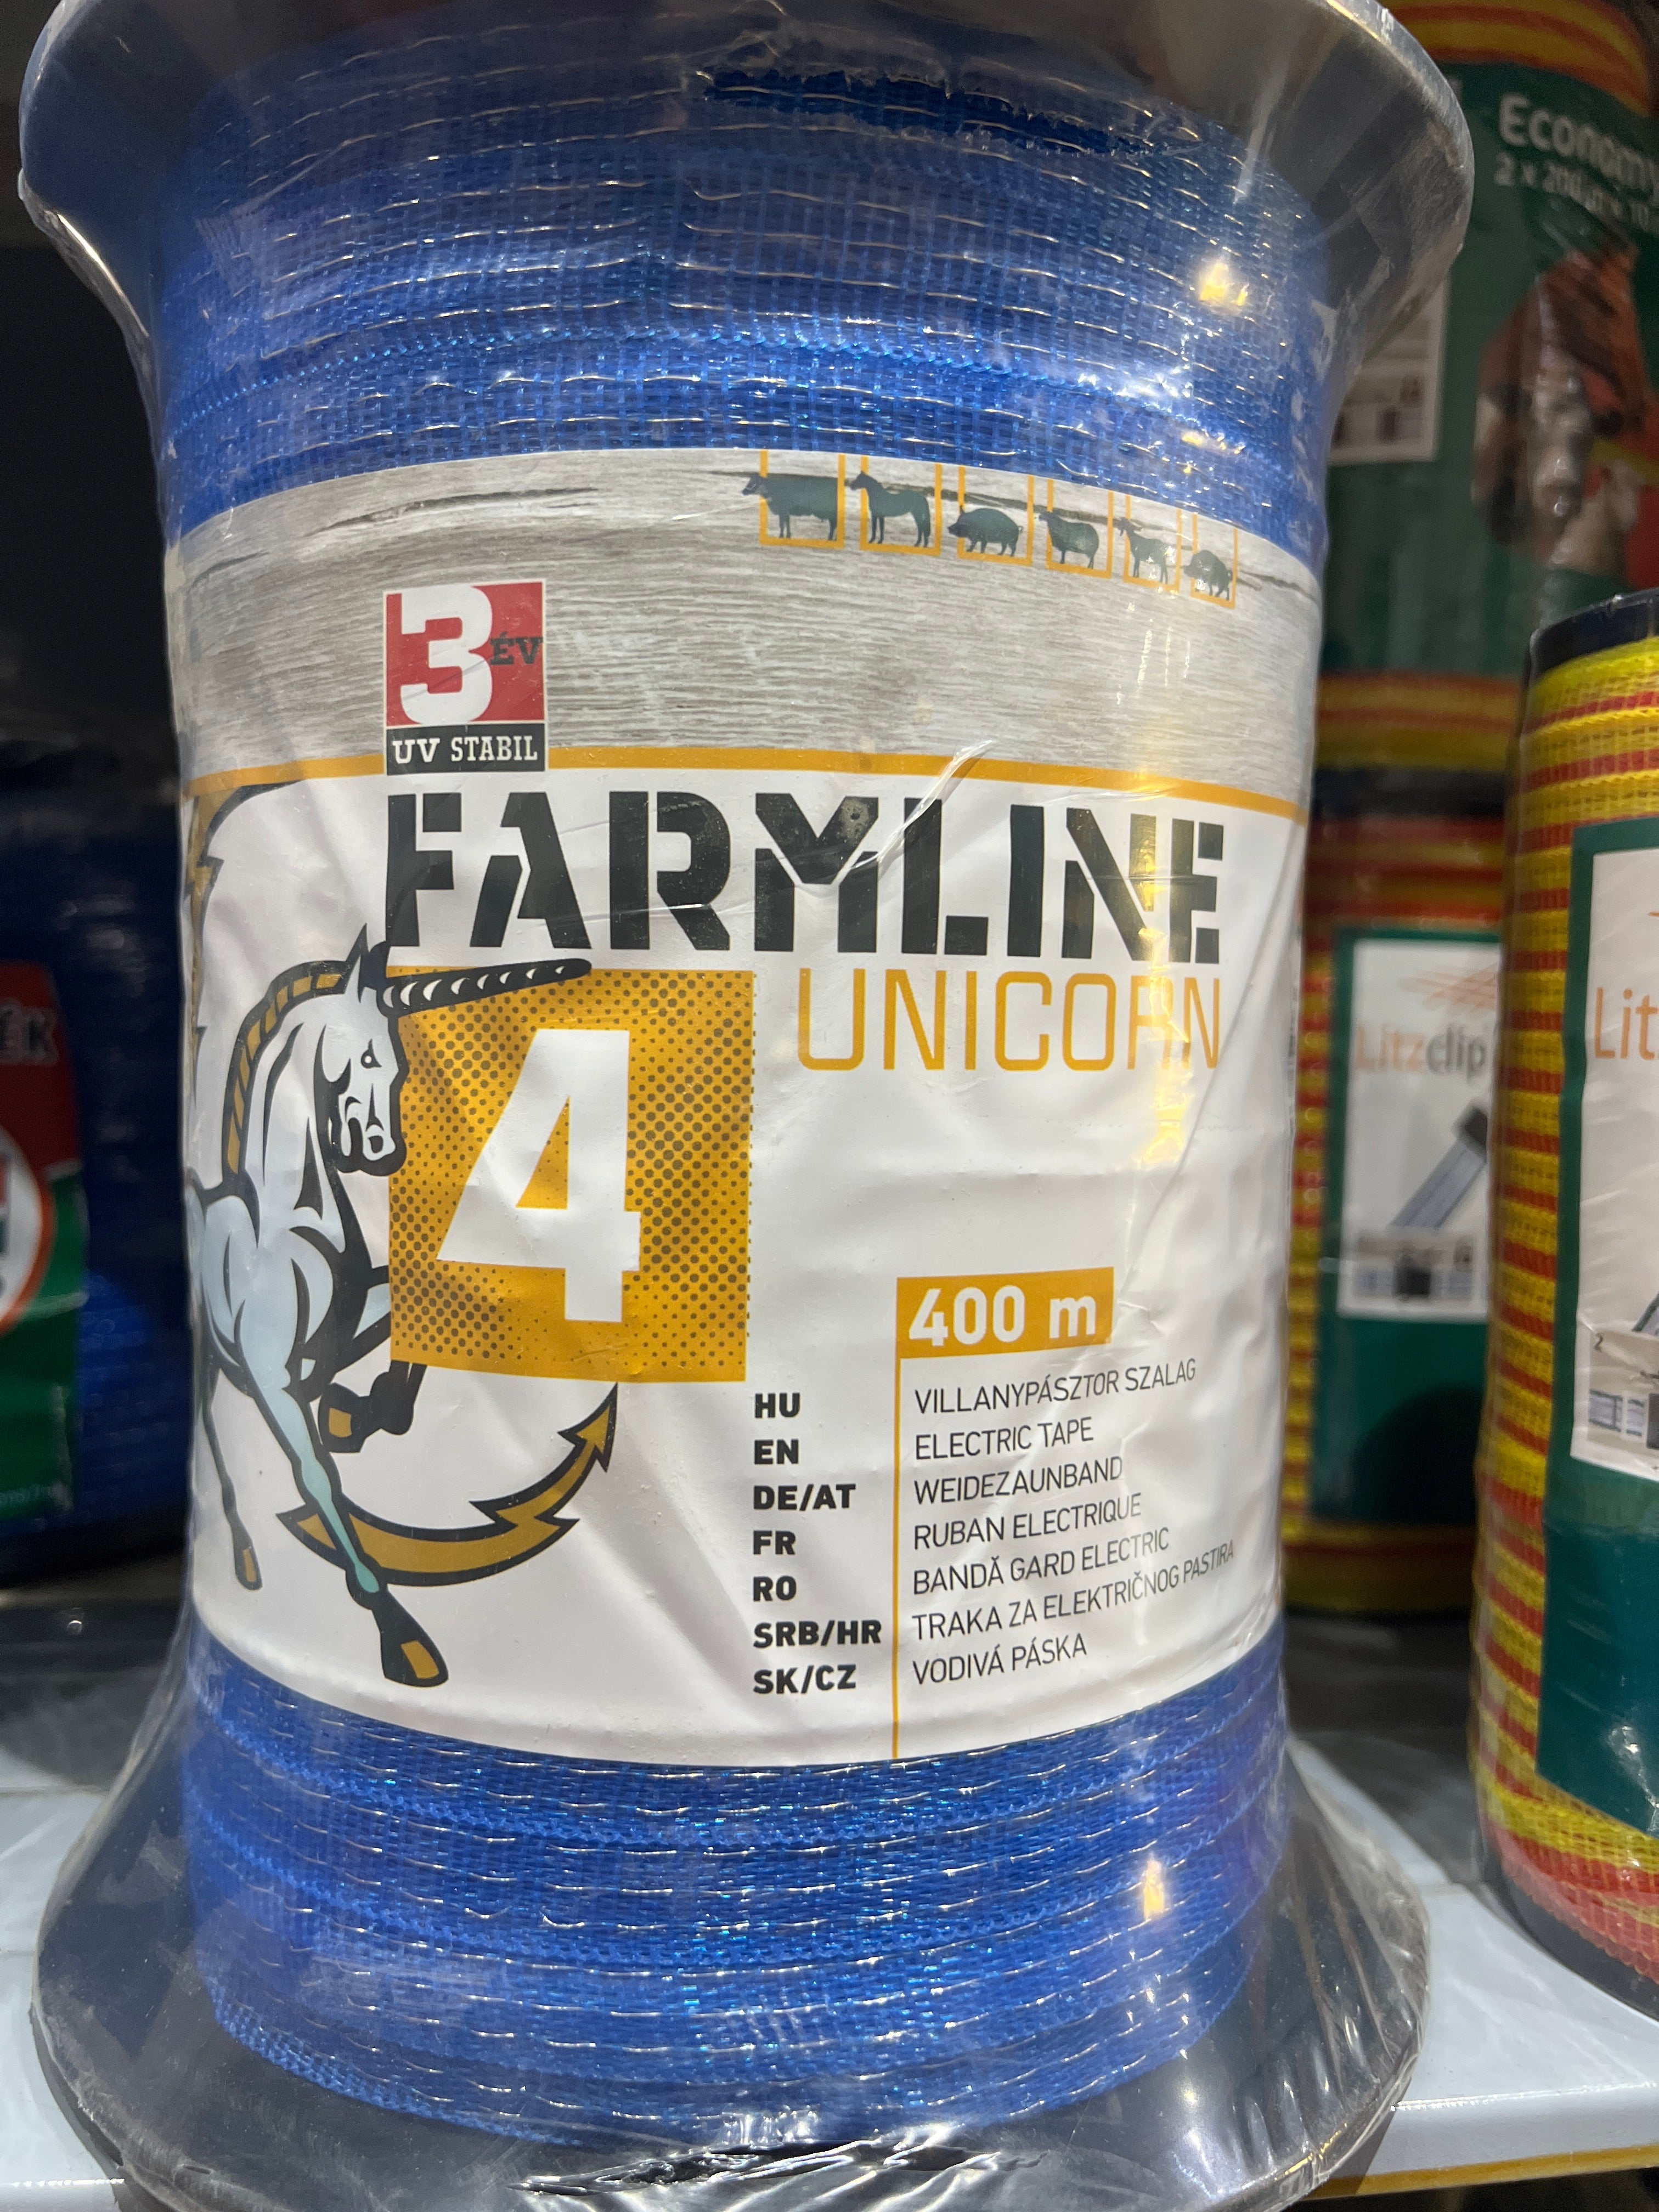 Economy
3 ÉV
UV STABIL
FARMLINE
UNICORN
4
400 m
HU VILLANYPÁSZTOR SZALAG
EN ELECTRIC TAPE
DE/AT WEIDEZAUNBAND
FR RUBAN ELECTRIQUE
RO BANDĂ GARD ELECTRIC
SRB/HR TRAKA ZA ELEKTRIČNOG PASTIRA
SK/CZ VODIVÁ PÁSKA
Litzclip